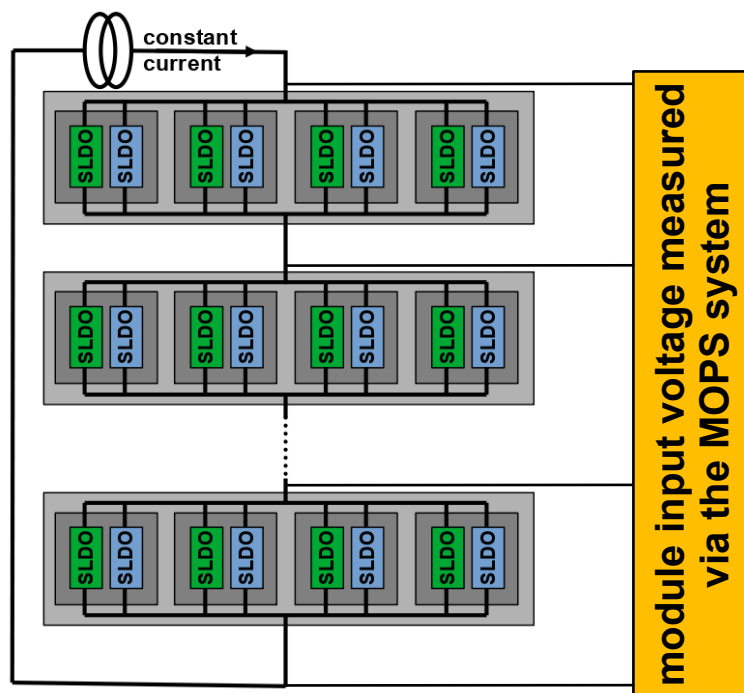 constant
current
SLDO SLDO SLDO SLDO SLDO SLDO SLDO SLDO
SLDO SLDO SLDO SLDO SLDO SLDO SLDO SLDO
SLDO SLDO SLDO SLDO SLDO SLDO SLDO SLDO
module input voltage measured
via the MOPS system